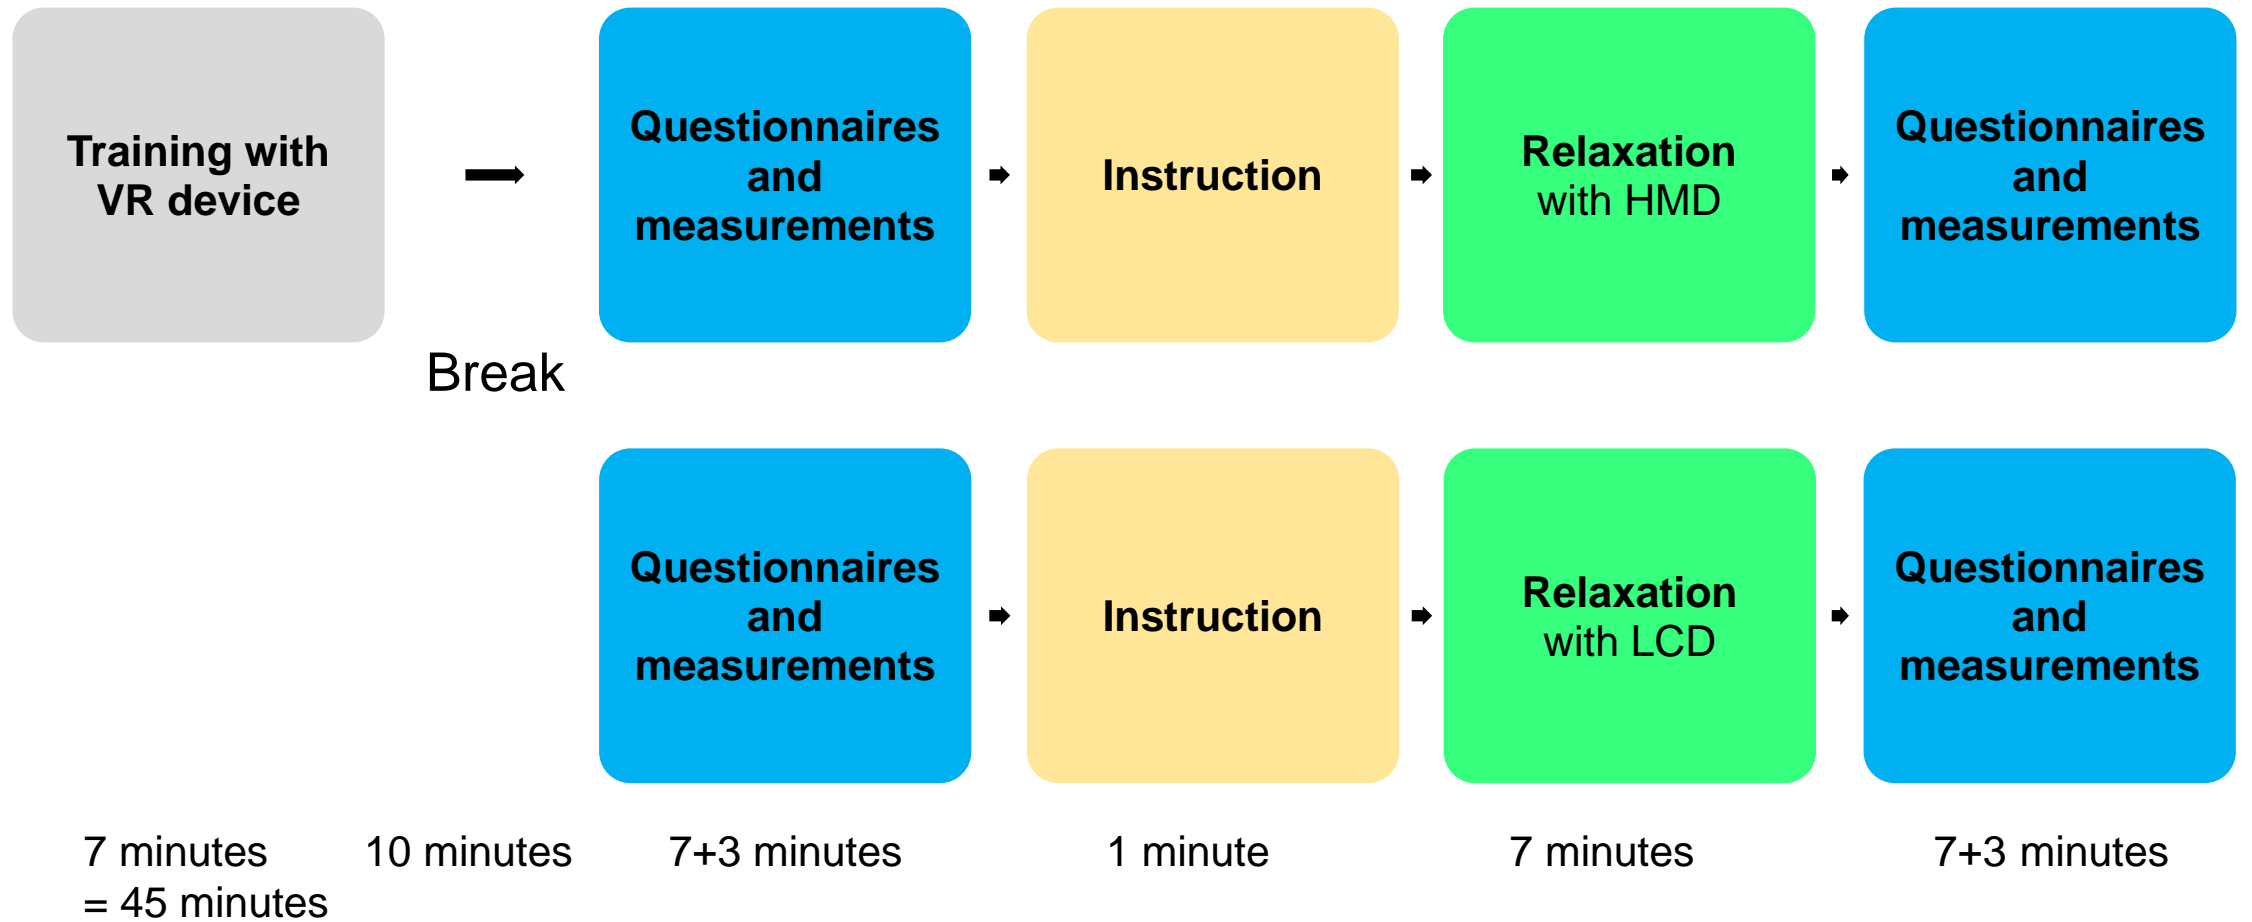 Training with
VR device
Questionnaires
and
measurements
Instruction
Relaxation
with HMD
Questionnaires
and
measurements
Break
Questionnaires
and
measurements
Instruction
Relaxation
with LCD
Questionnaires
and
measurements
7 minutes
10 minutes
7+3 minutes
1 minute
7 minutes
7+3 minutes
= 45 minutes